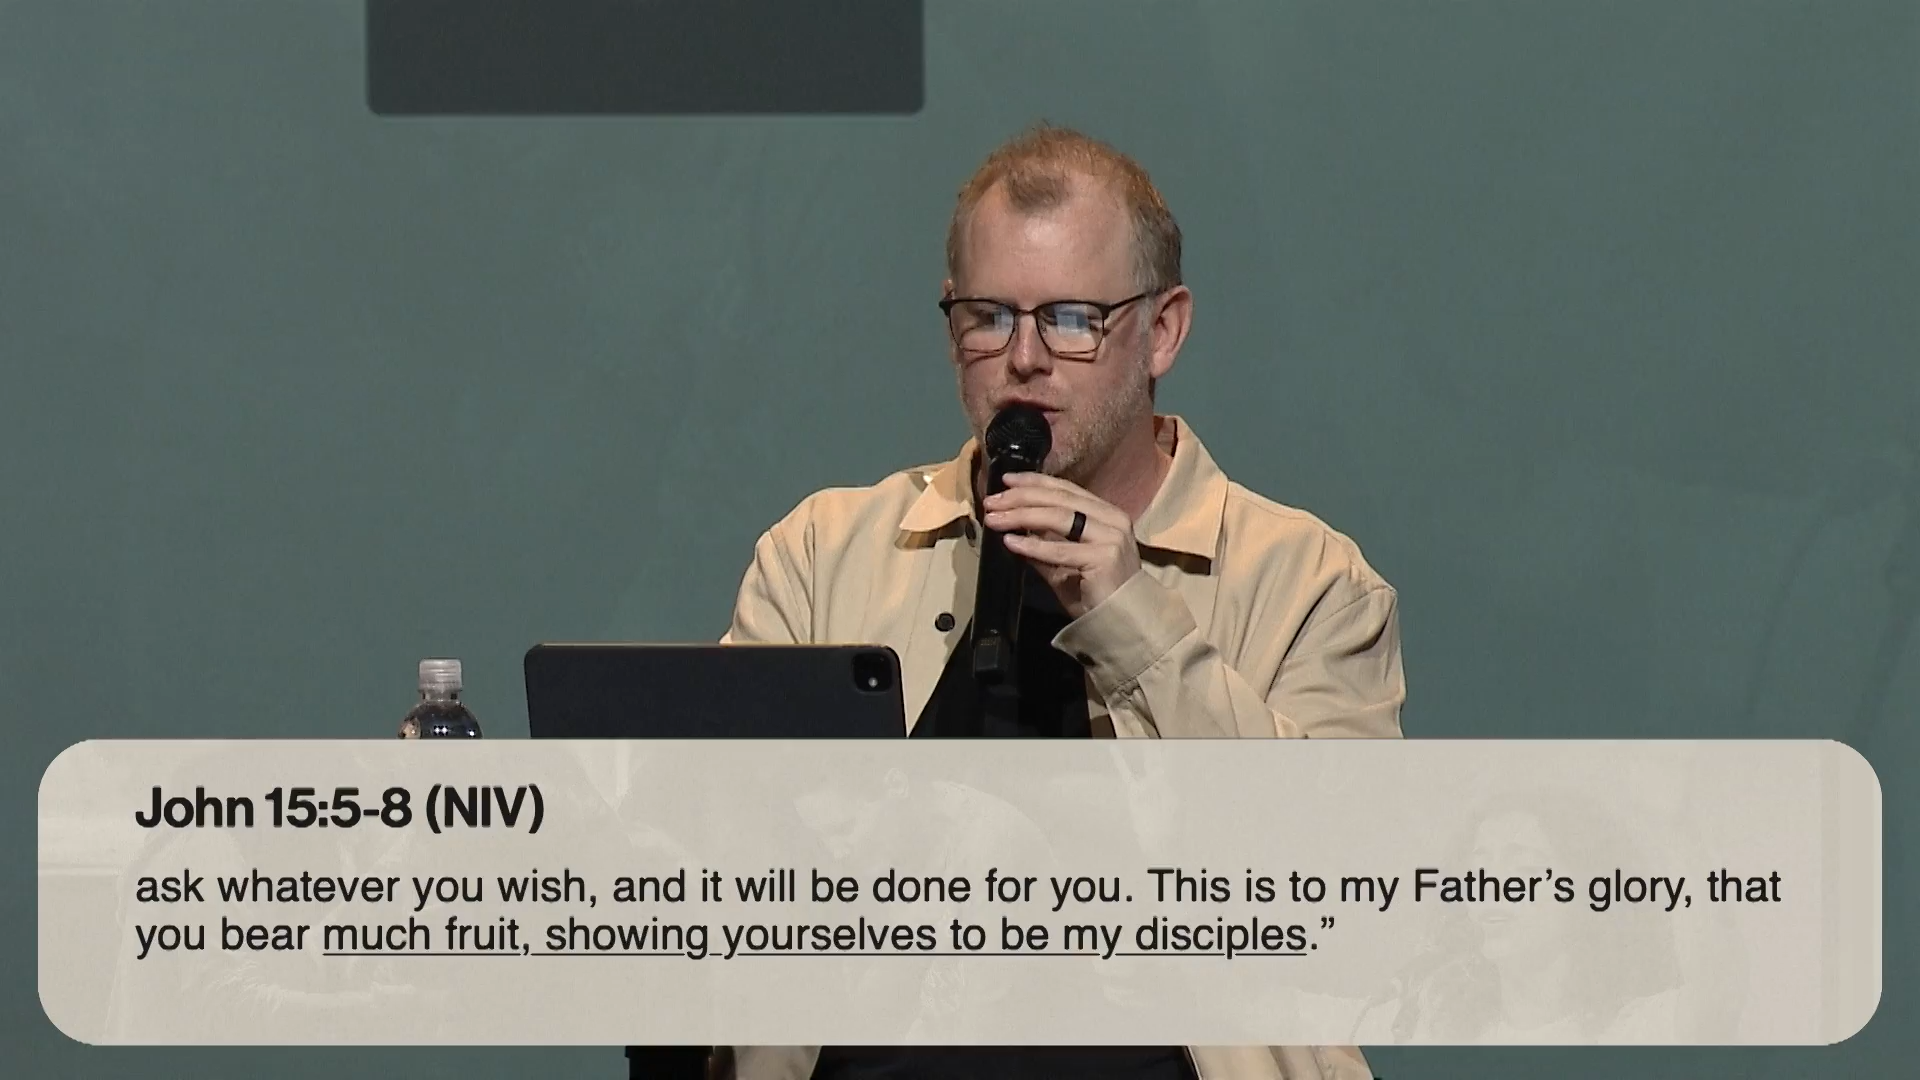 John 15:5-8 (NIV)
ask whatever you wish, and it will be done for you. This is to my Father’s glory, that
you bear much fruit, showing yourselves to be my disciples.”